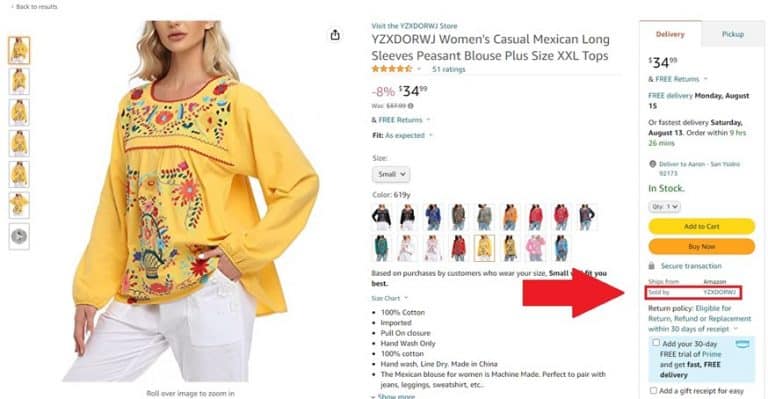 Back to results
Visit the YZXDORWJ Store
YZXDORWJ Women's Casual Mexican Long
Sleeves Peasant Blouse Plus Size XXL Tops
51 ratings
-8% $34⁹⁹
Was: $37.99
& FREE Returns
Fit: As expected
Size:
Small
Color: 619y
Based on purchases by customers who wear your size, Small will fit you
best.
Size Chart
• 100% Cotton
• Imported
• Pull On closure
• Hand Wash Only
• 100% cotton
• Hand wash, Line Dry. Made in China
• The Mexican blouse for women is Machine Made. Perfect to pair with
jeans, leggings, sweatshirt, etc..
Show more
Roll over image to zoom in
Delivery
Pickup
$34⁹⁹
& FREE Returns
FREE delivery Monday, August
15
Or fastest delivery Saturday,
August 13. Order within 9 hrs
26 mins
Deliver to Aaron - San Ysidro
92173
In Stock.
Qty: 1
Add to Cart
Buy Now
Secure transaction
Ships from Amazon
Sold by YZXDORWJ
Return policy: Eligible for
Return, Refund or Replacement
within 30 days of receipt
Add your 30-day
FREE trial of Prime
and get fast, FREE
delivery
prime
Add a gift receipt for easy